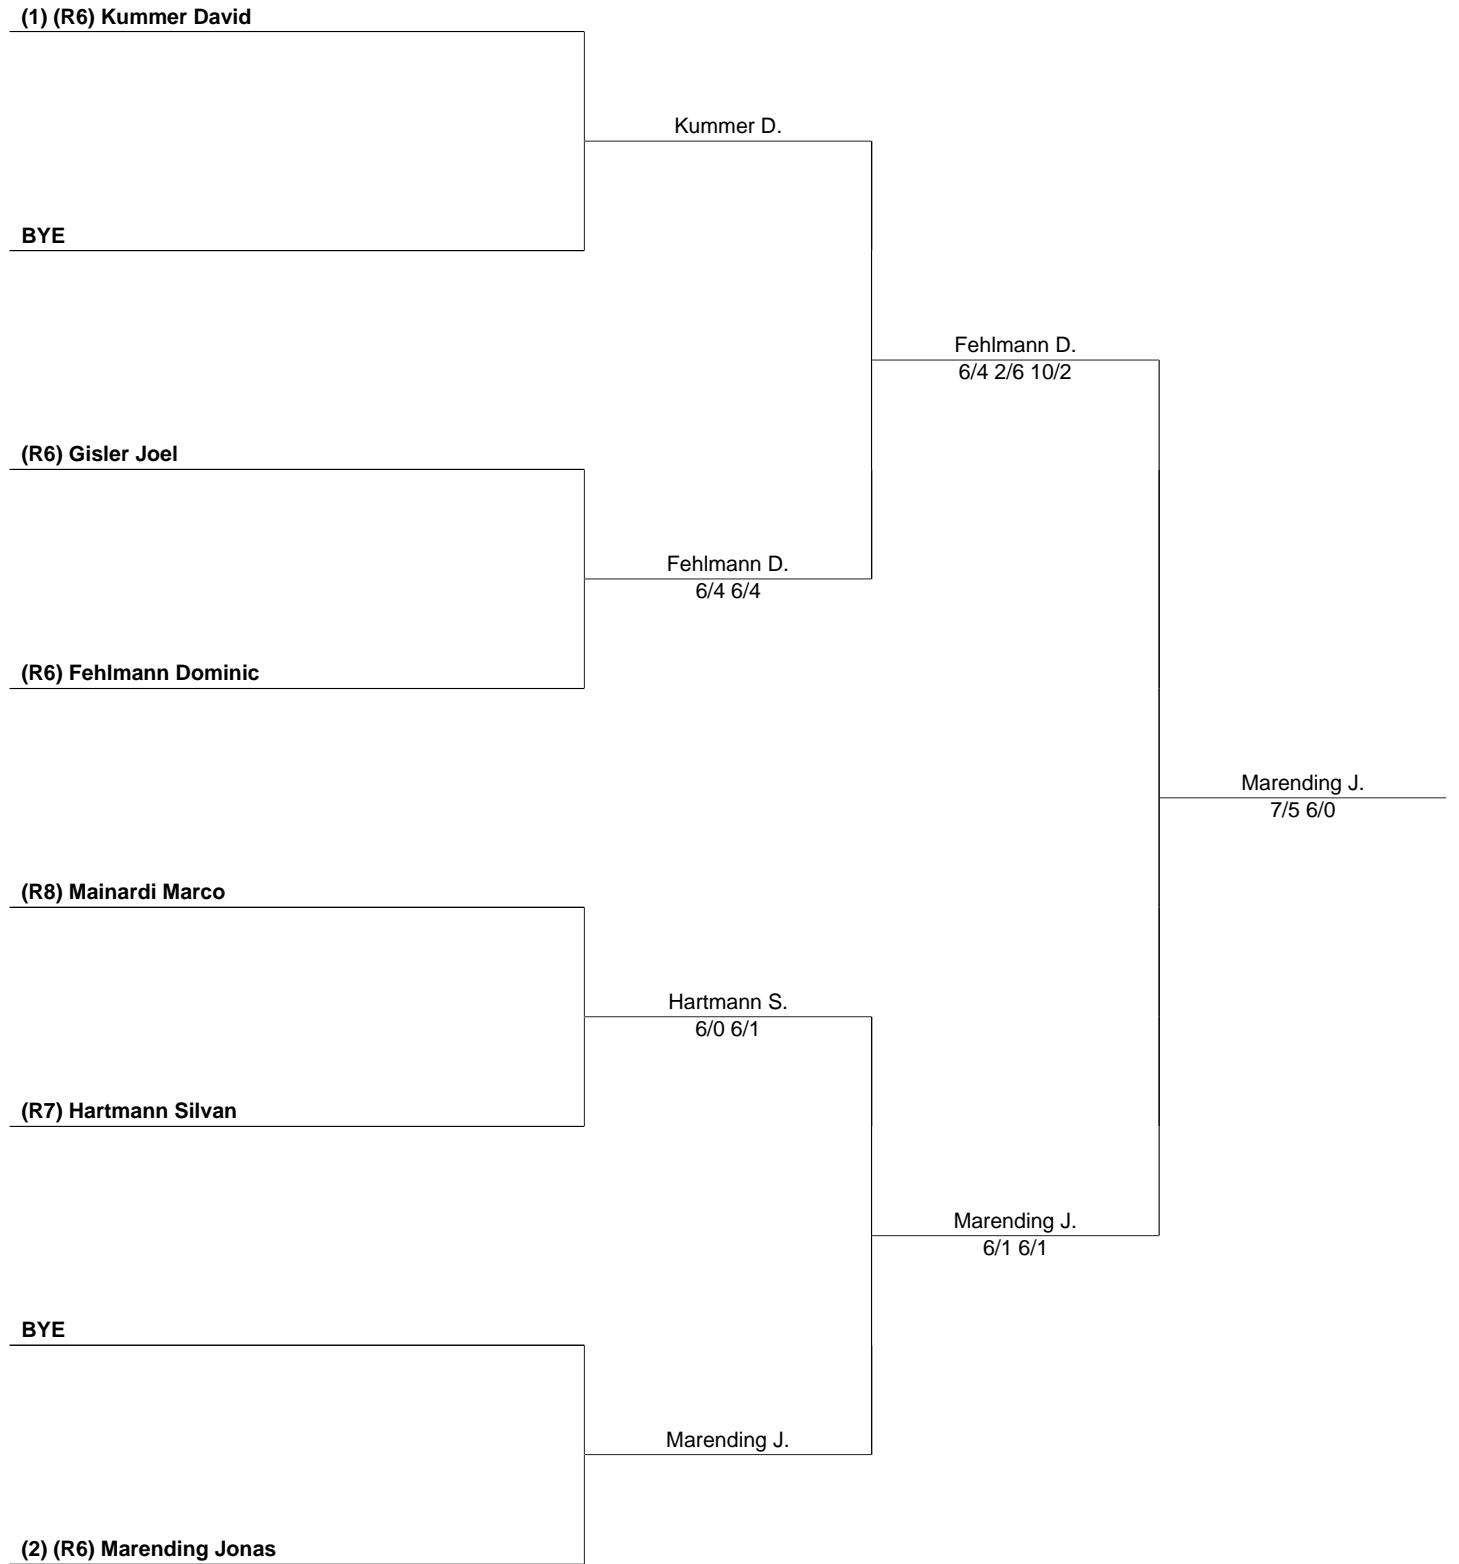 (1) (R6) Kummer David
Kummer D.
BYE
Fehlmann D.
6/4 2/6 10/2
(R6) Gisler Joel
Fehlmann D.
6/4 6/4
(R6) Fehlmann Dominic
Marending J.
7/5 6/0
(R8) Mainardi Marco
Hartmann S.
6/0 6/1
(R7) Hartmann Silvan
Marending J.
6/1 6/1
BYE
Marending J.
(2) (R6) Marending Jonas